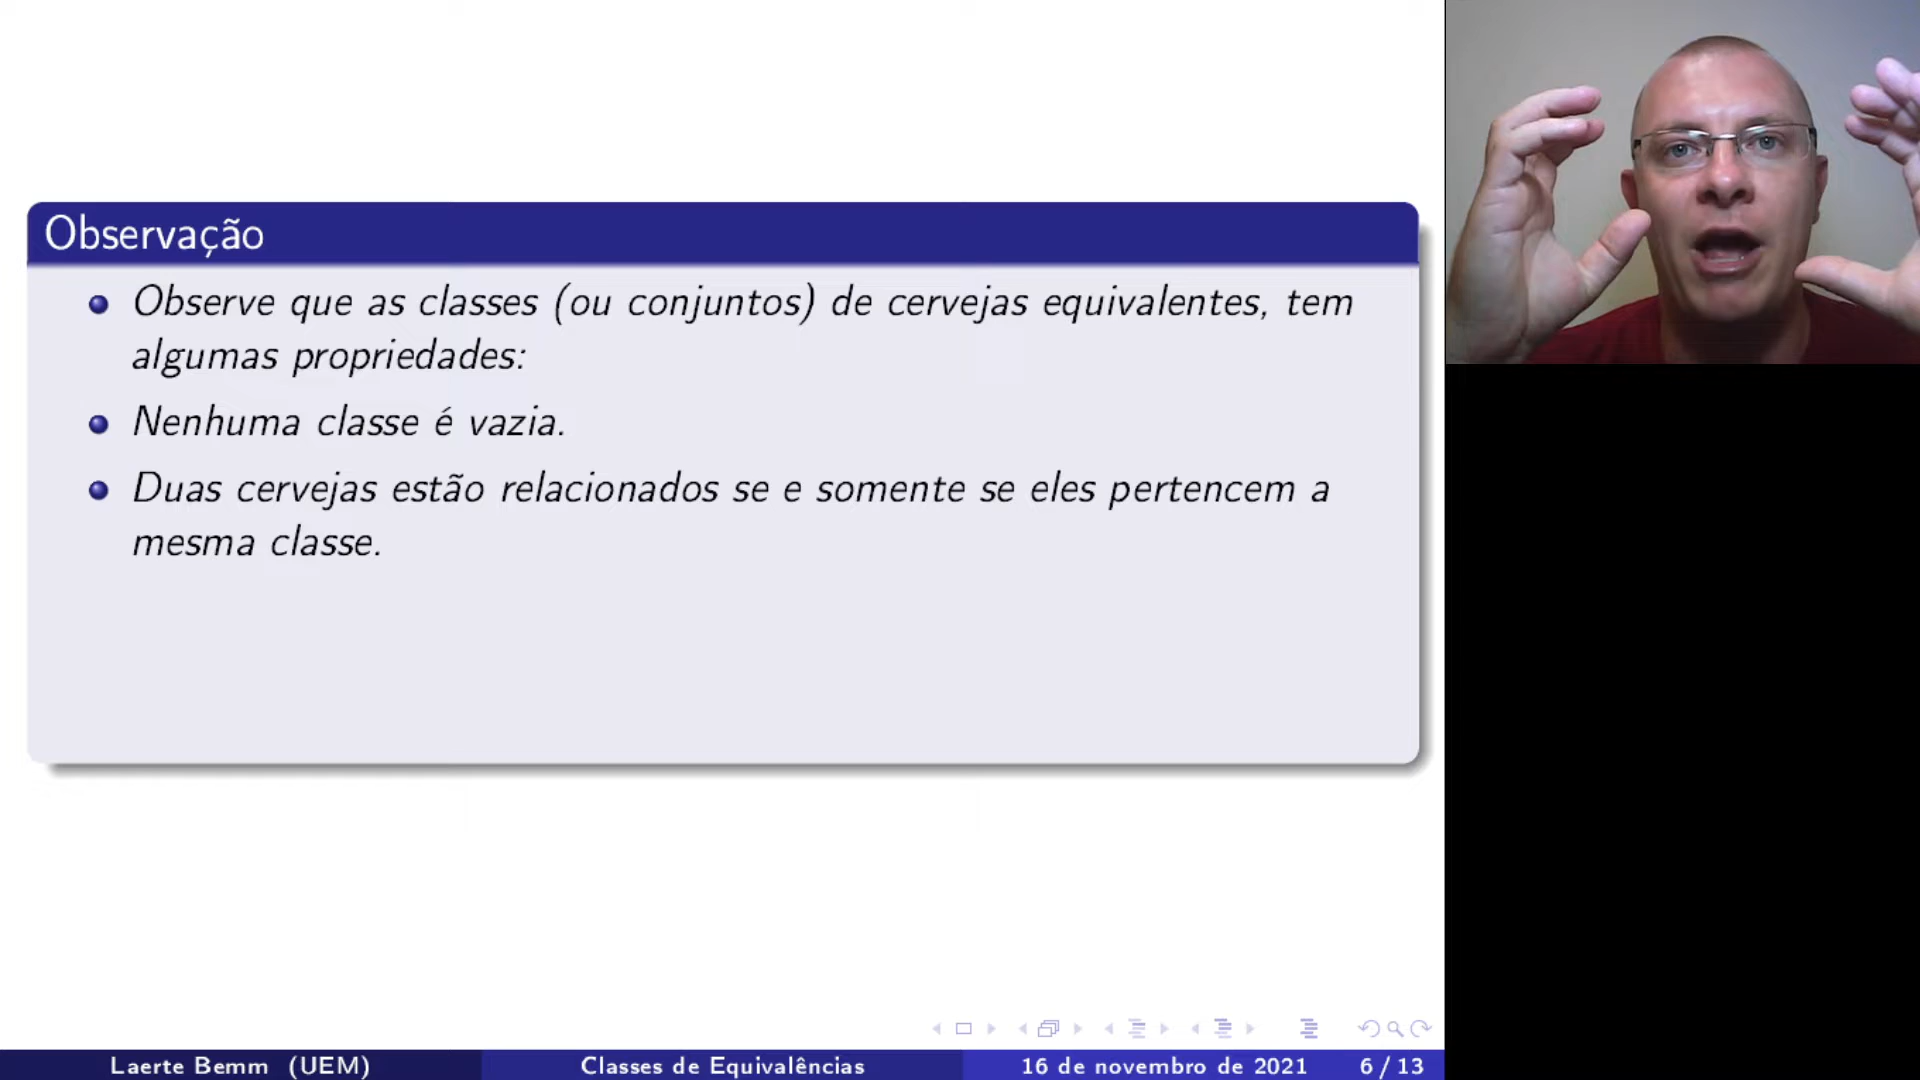 Observação
Observe que as classes (ou conjuntos) de cervejas equivalentes, tem
algumas propriedades:
Nenhuma classe é vazia.
Duas cervejas estão relacionados se e somente se eles pertencem a
mesma classe.
Laerte Bemm (UEM) Classes de Equivalências 16 de novembro de 2021 6 / 13